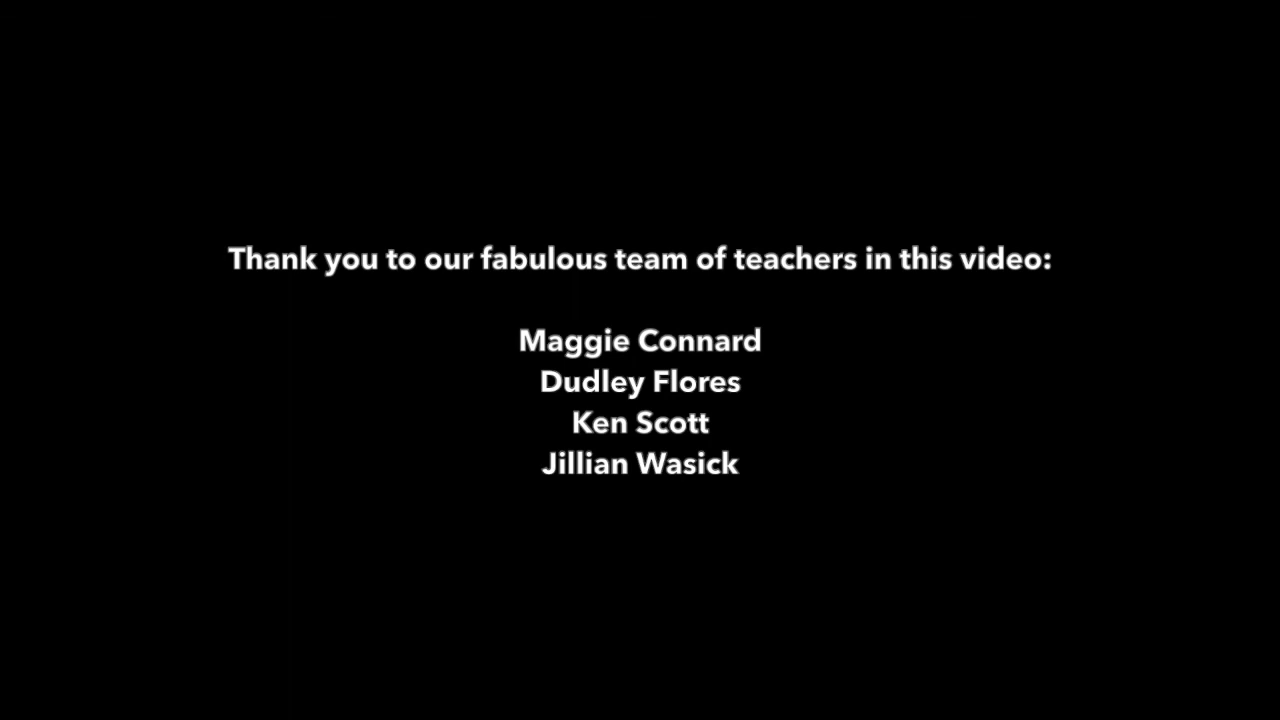 Thank you to our fabulous team of teachers in this video:
Maggie Connard
Dudley Flores
Ken Scott
Jillian Wasick